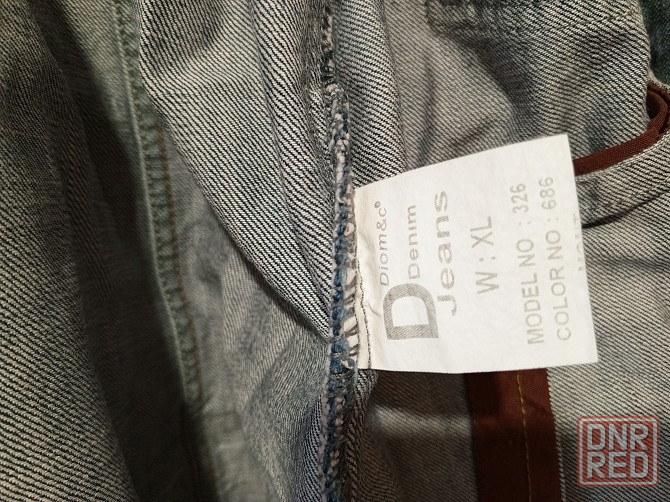 Diom&c®
D Denim
Jeans
W : XL
MODEL NO : 326
COLOR NO : 686
DNR
RED